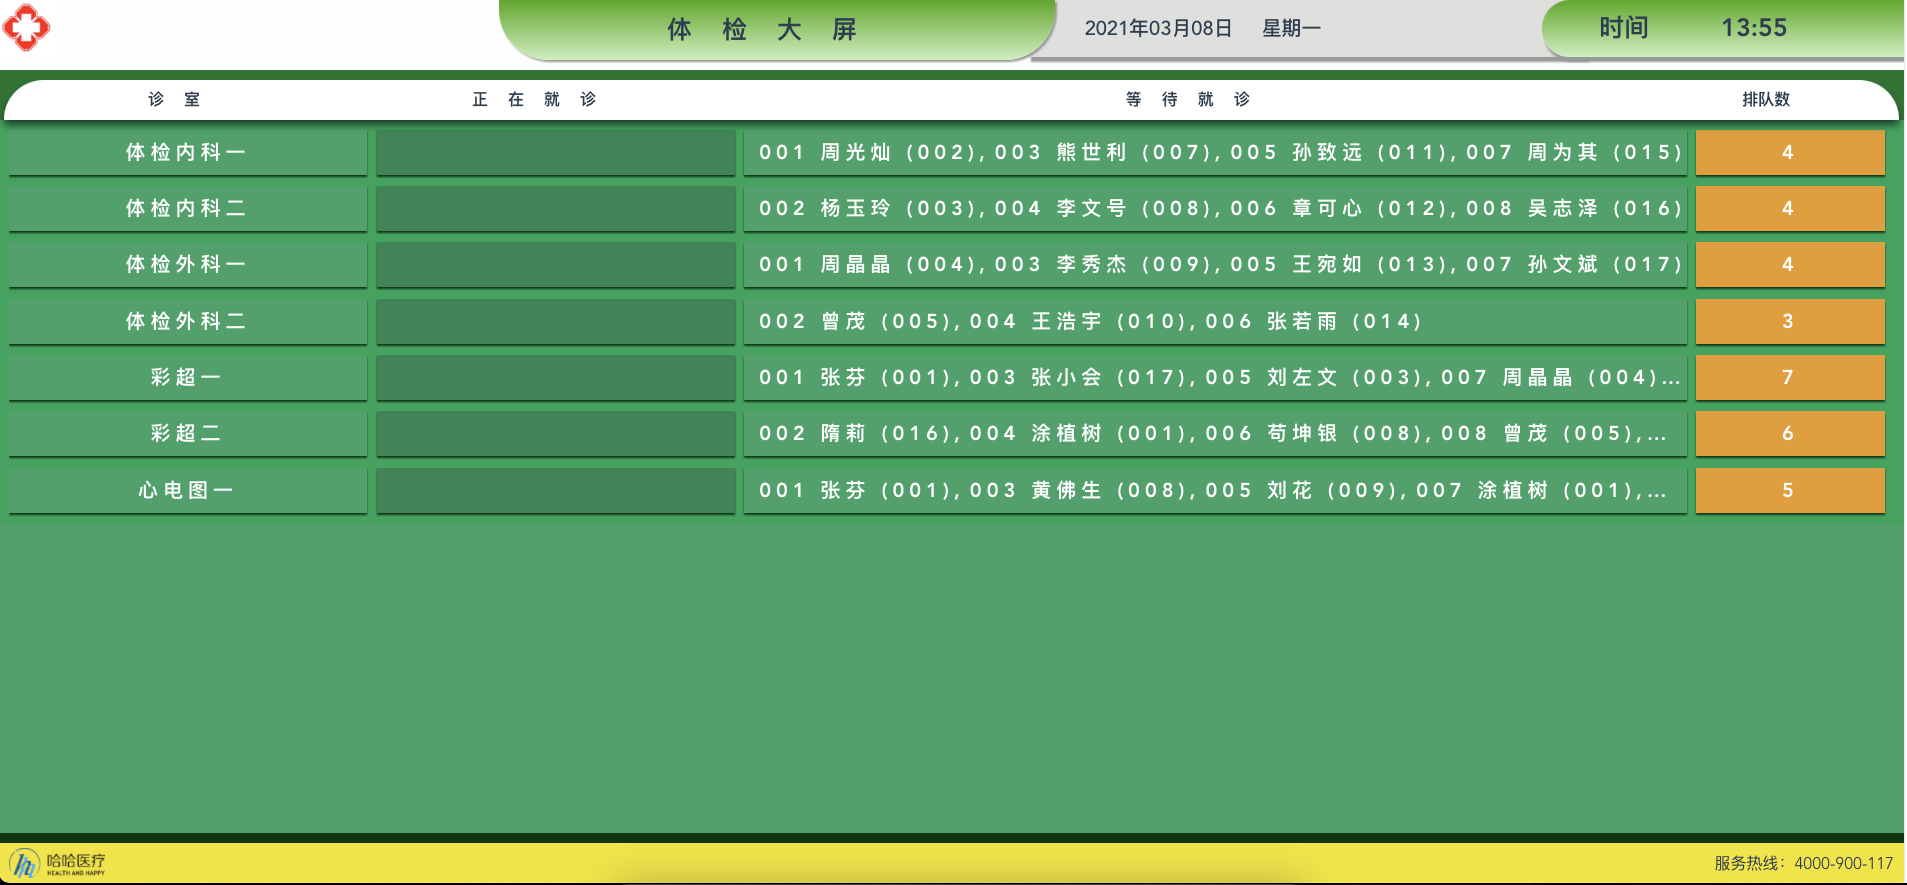 体 检 大 屏
2021年03月08日 星期一
时间 13:55
诊 室 正 在 就 诊 等 待 就 诊 排队数
体检内科一 001 周光灿 (002), 003 熊世利 (007), 005 孙致远 (011), 007 周为其 (015) 4
体检内科二 002 杨玉玲 (003), 004 李文号 (008), 006 章可心 (012), 008 吴志泽 (016) 4
体检外科一 001 周晶晶 (004), 003 李秀杰 (009), 005 王宛如 (013), 007 孙文斌 (017) 4
体检外科二 002 曾茂 (005), 004 王浩宇 (010), 006 张若雨 (014) 3
彩超一 001 张芬 (001), 003 张小会 (017), 005 刘左文 (003), 007 周晶晶 (004)... 7
彩超二 002 隋莉 (016), 004 涂植树 (001), 006 苟坤银 (008), 008 曾茂 (005),... 6
心电图一 001 张芬 (001), 003 黄佛生 (008), 005 刘花 (009), 007 涂植树 (001),... 5
哈哈医疗
HEALTH AND HAPPY
服务热线：4000-900-117